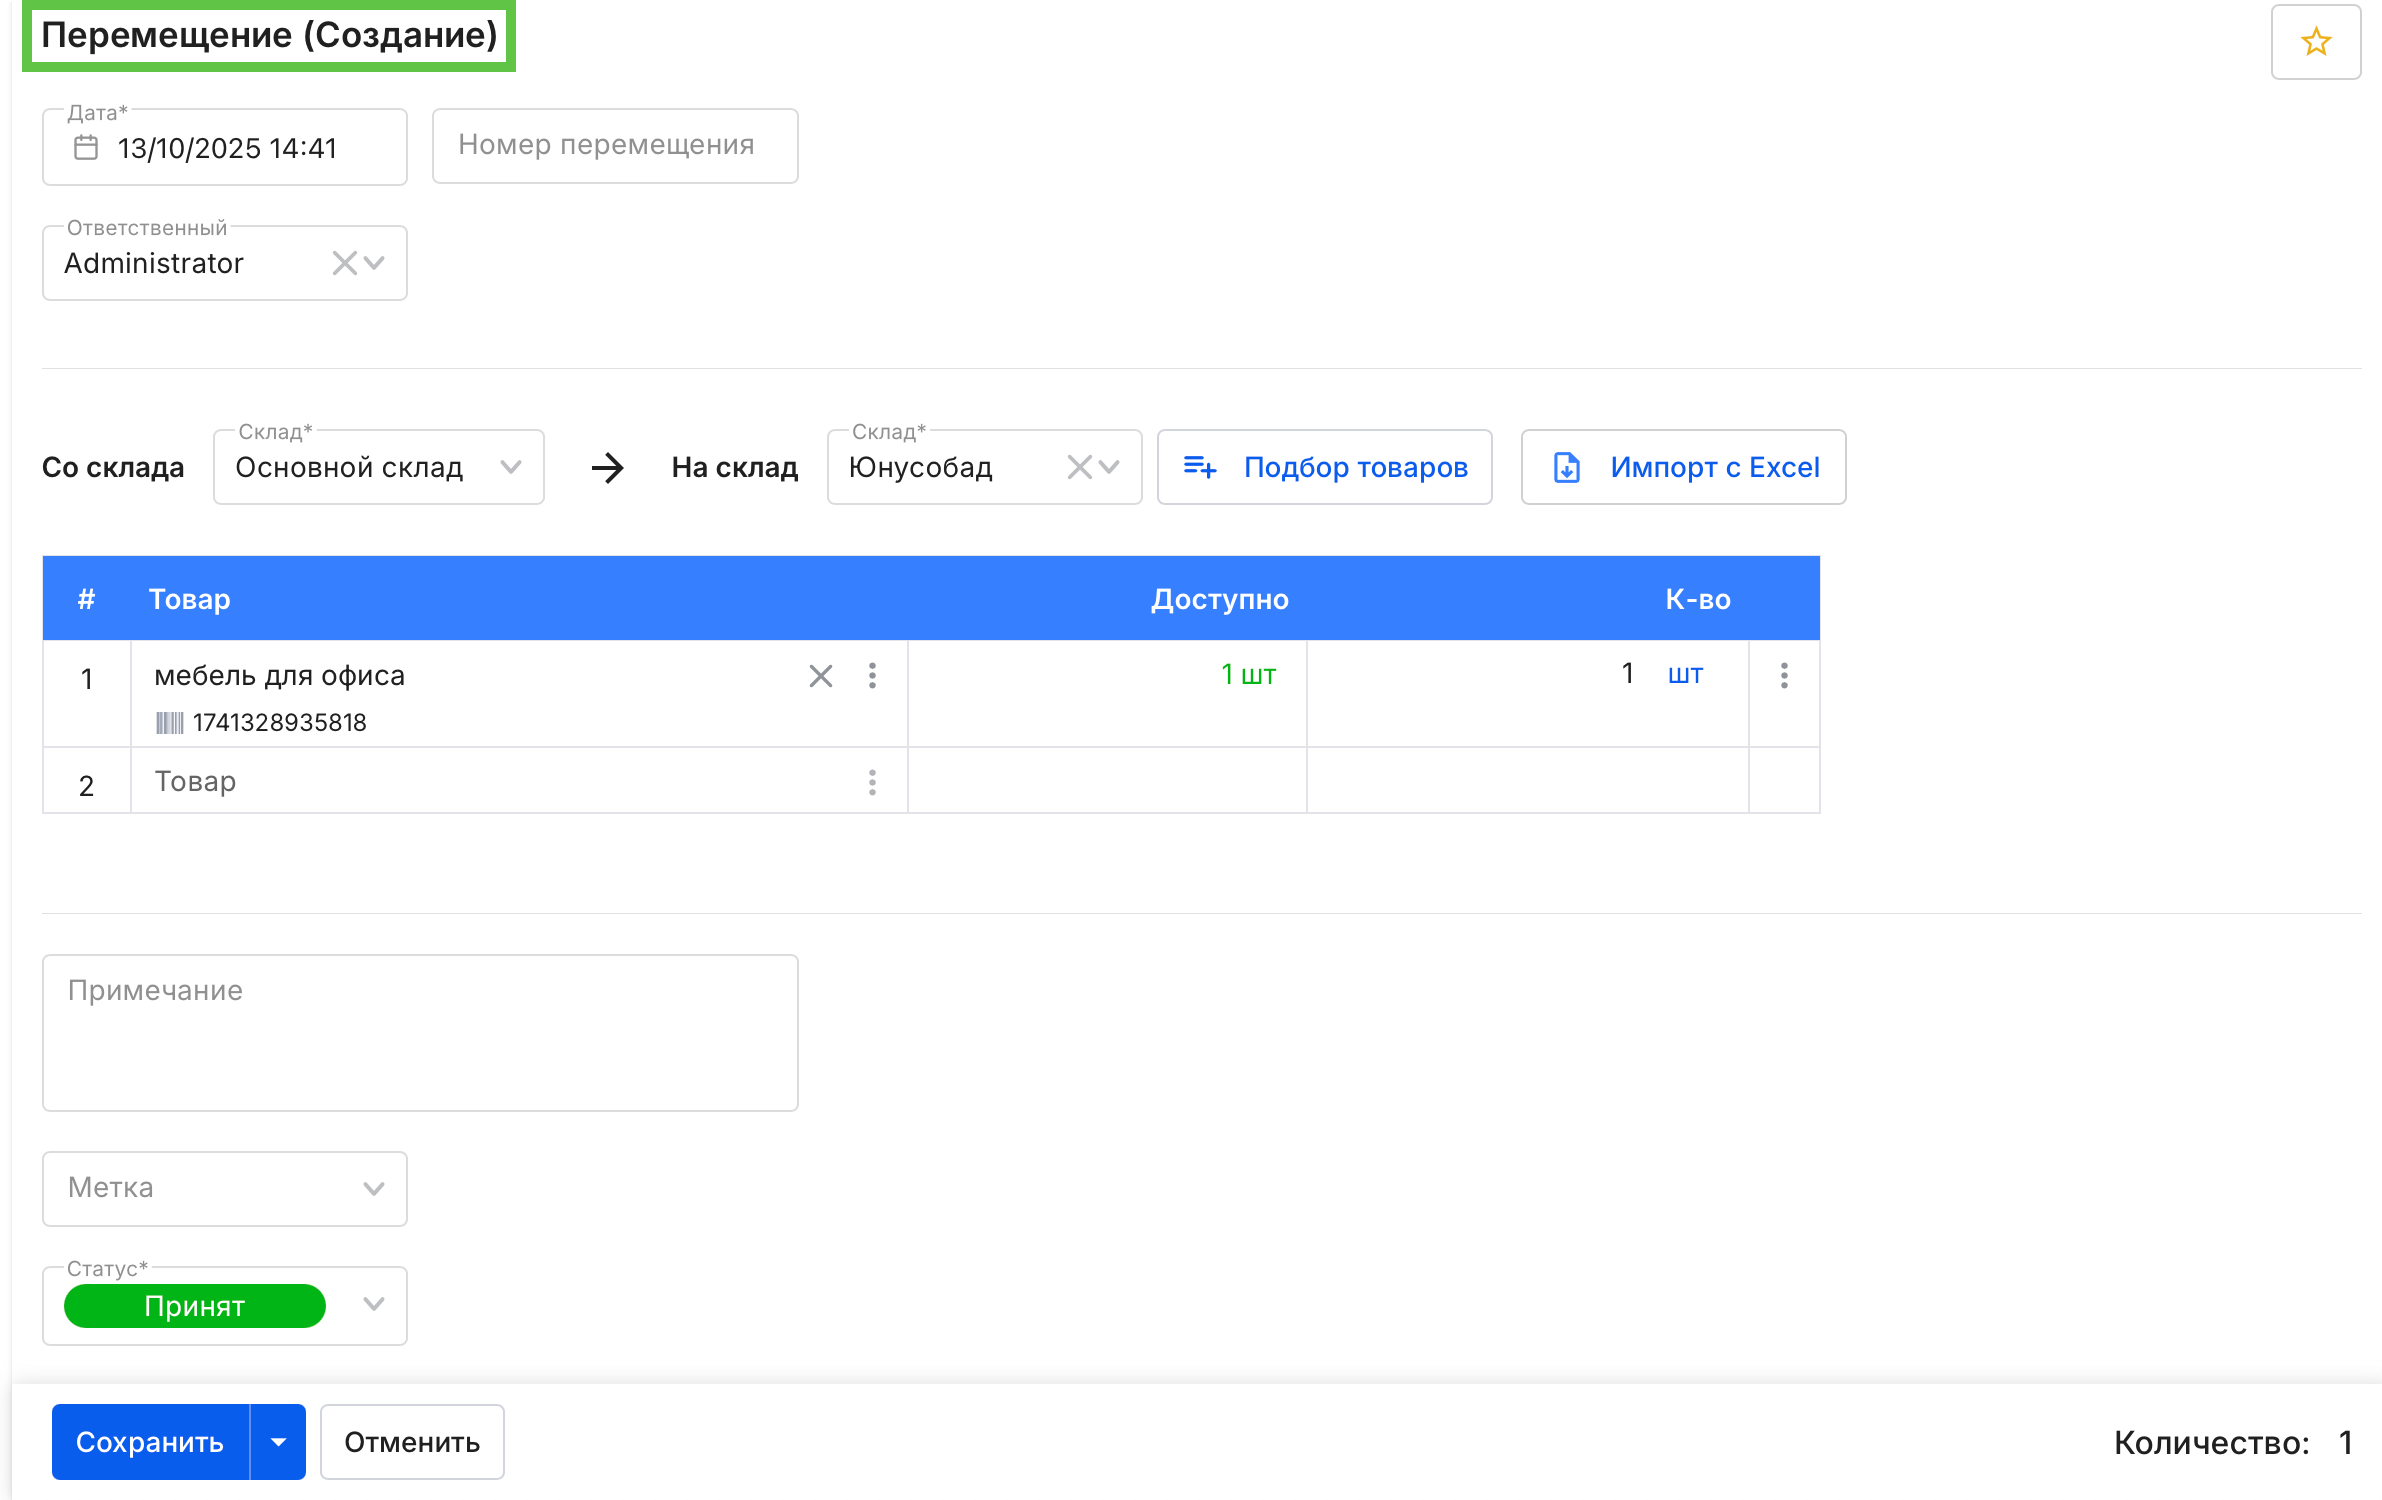 Перемещение (Создание)
Дата*
13/10/2025 14:41
Номер перемещения
Ответственный
Administrator
Со склада
Склад*
Основной склад
На склад
Склад*
Юнусобад
Подбор товаров
Импорт с Excel
# Товар Доступно К-во
1 мебель для офиса 1 шт 1 шт
1741328935818
2 Товар
Примечание
Метка
Статус*
Принят
Сохранить Отменить Количество: 1